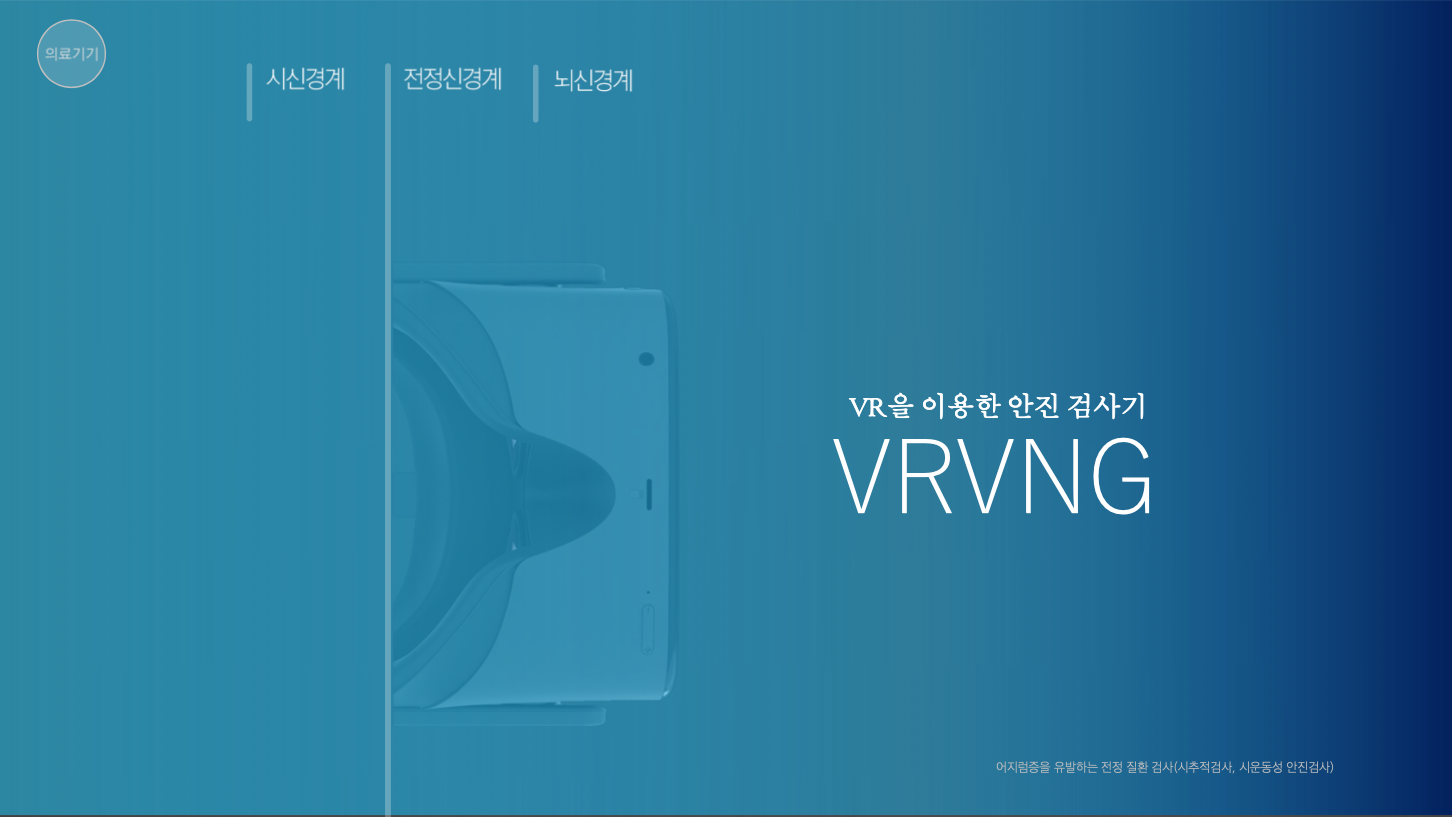 의료기기
시신경계
전정신경계
뇌신경계
VR을 이용한 안진 검사기
VRVNG
어지럼증을 유발하는 전정 질환 검사(시추적검사, 시운동성 안진검사)